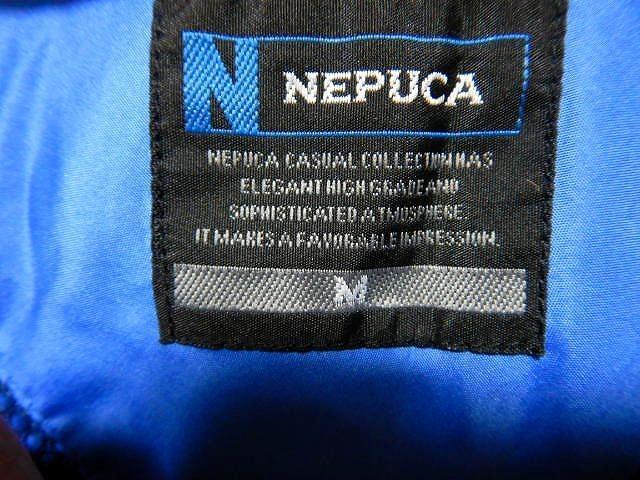 N NEPUCA
NEPUCA CASUAL COLLECTION HAS
ELEGANT HIGH GRADE AND
SOPHISTICATED ATMOSPHERE.
IT MAKES A FAVORABLE IMPRESSION.
M